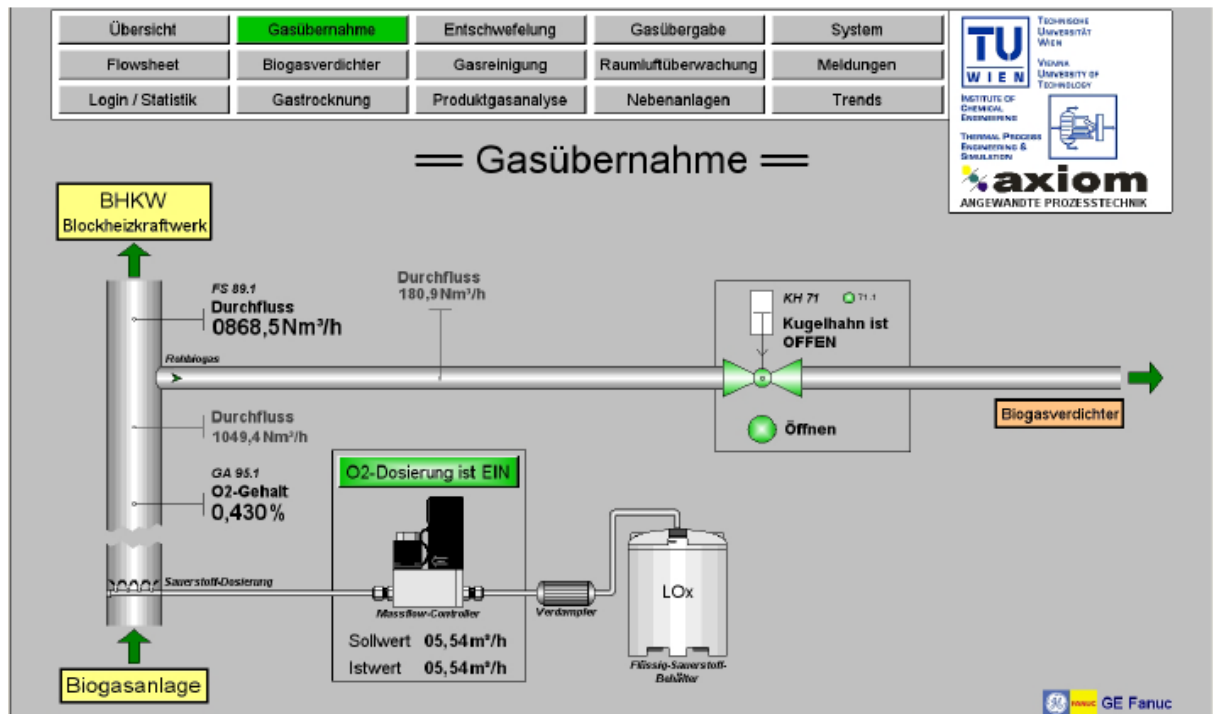 Übersicht
Gasübernahme
Entschwefelung
Gasübergabe
System
Flowsheet
Biogasverdichter
Gasreinigung
Raumluftüberwachung
Meldungen
Login / Statistik
Gastrocknung
Produktgasanalyse
Nebenanlagen
Trends
TU
WIEN
TECHNISCHE
UNIVERSITÄT
WIEN
VIENNA
UNIVERSITY OF
TECHNOLOGY
INSTITUTE OF
CHEMICAL
ENGINEERING
THERMAL PROCESS
ENGINEERING &
SIMULATION
axiom
ANGEWANDTE PROZESSTECHNIK
Gasübernahme
BHKW
Blockheizkraftwerk
FS 89.1
Durchfluss
0868,5Nm³/h
Durchfluss
180,9Nm³/h
KH 71
71.1
Kugelhahn ist
OFFEN
Rohbiogas
Biogasverdichter
Öffnen
Durchfluss
1049,4Nm³/h
GA 95.1
O2-Gehalt
0,430%
O2-Dosierung ist EIN
Sauerstoff-Dosierung
Massflow-Controller
Verdampfer
LOx
Sollwert 05,54m³/h
Istwert 05,54m³/h
Flüssig-Sauerstoff-
Behälter
Biogasanlage
FANUC
GE Fanuc